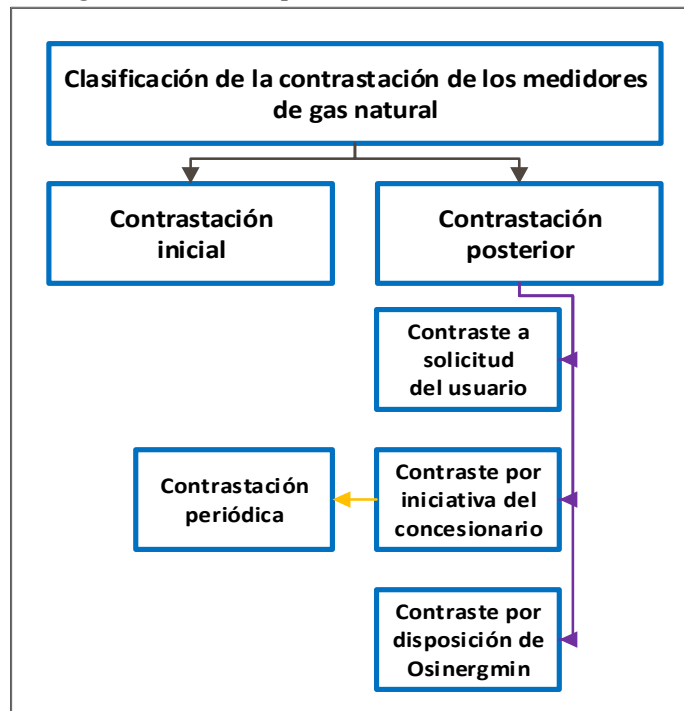 Clasificación de la contrastación de los medidores
de gas natural
Contrastación
inicial
Contrastación
posterior
Contraste a
solicitud
del usuario
Contrastación
periódica
Contraste por
iniciativa del
concesionario
Contraste por
disposición de
Osinergmin